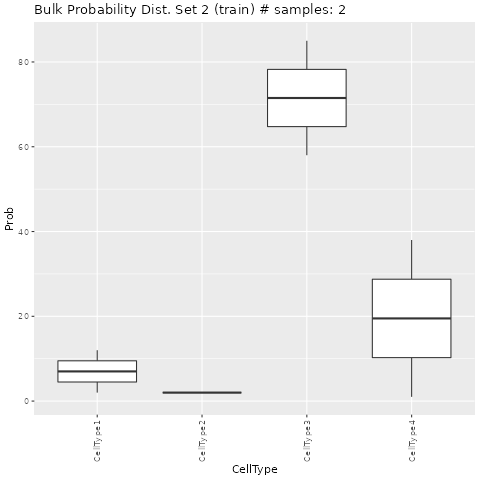 Bulk Probability Dist. Set 2 (train) # samples: 2
Prob
80
60
40
20
0
CellType1
CellType2
CellType3
CellType4
CellType